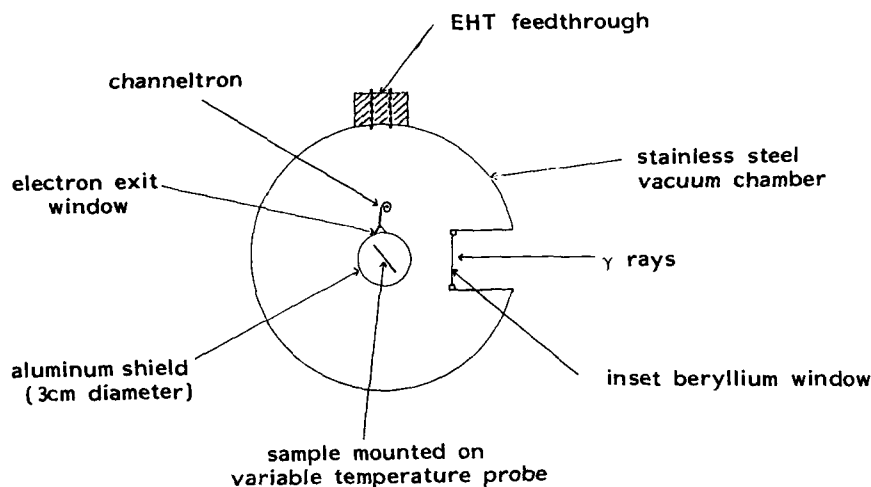 EHT feedthrough
channeltron
stainless steel
vacuum chamber
electron exit
window
γ rays
aluminum shield
(3cm diameter)
inset beryllium window
sample mounted on
variable temperature probe